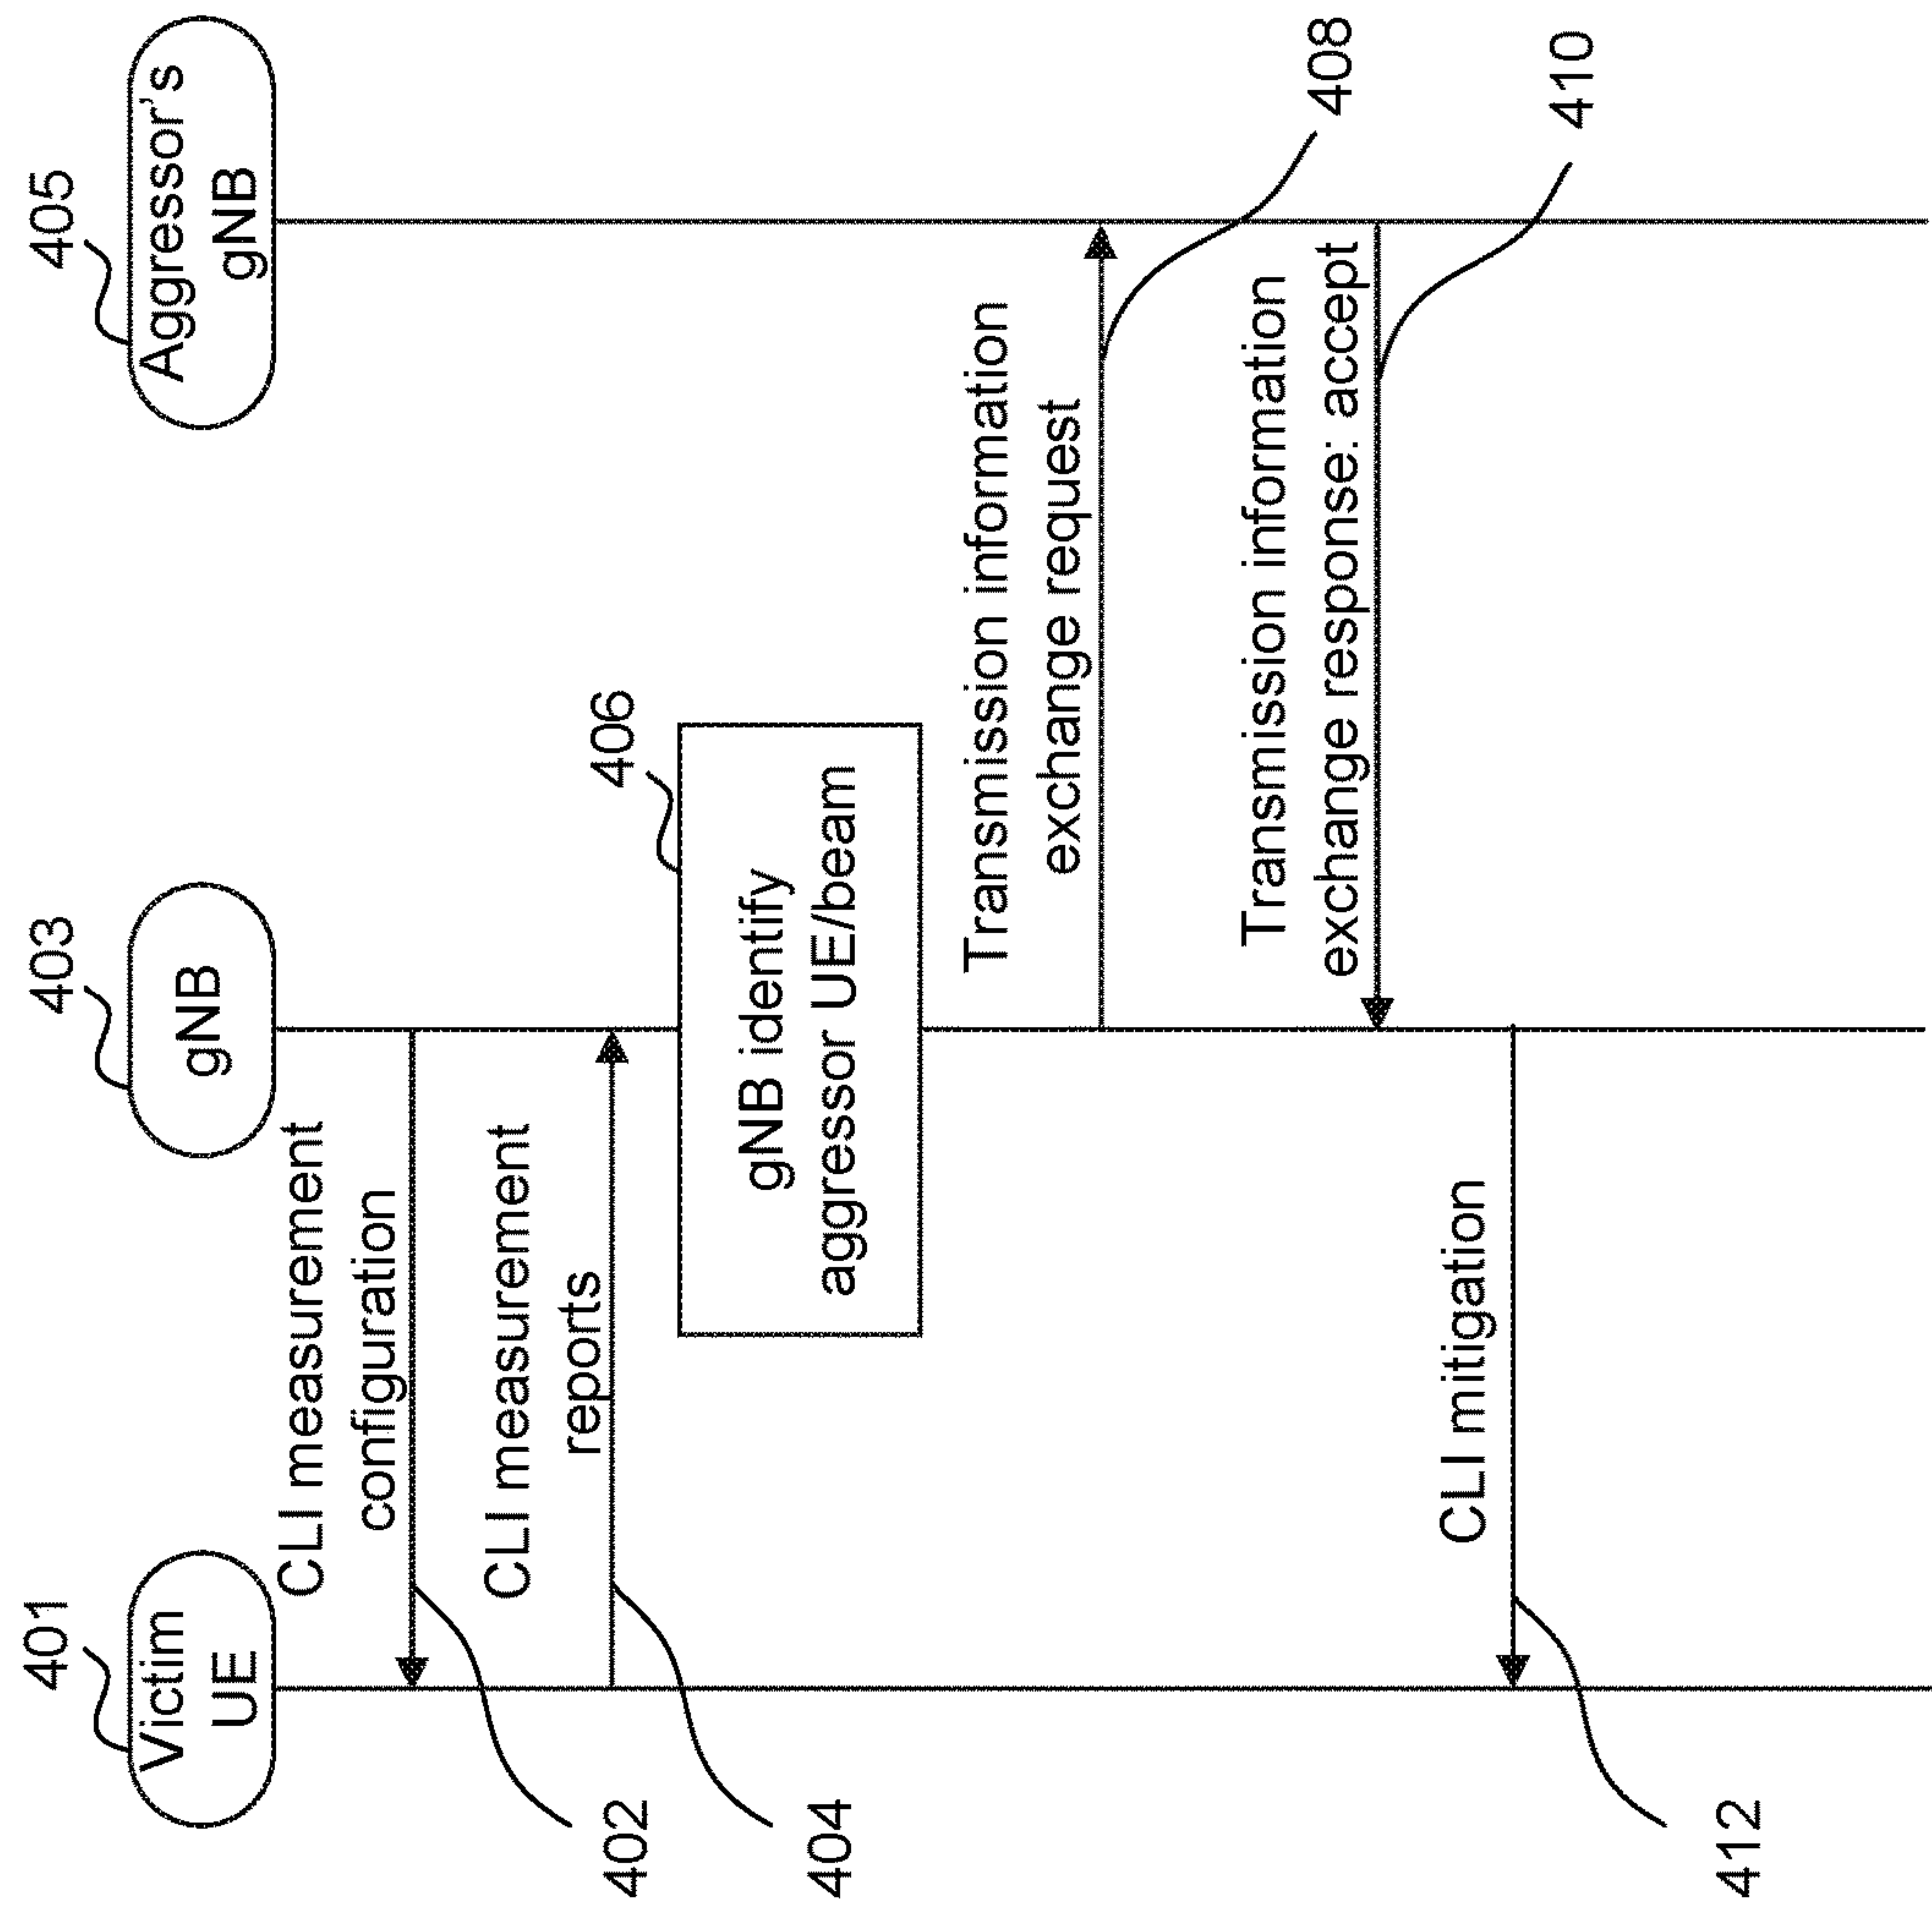 401
Victim
UE
403
gNB
405
Aggressor's
gNB
CLI measurement
configuration
402
CLI measurement
reports
404
406
gNB identify
aggressor UE/beam
Transmission information
exchange request
408
Transmission information
exchange response: accept
410
CLI mitigation
412